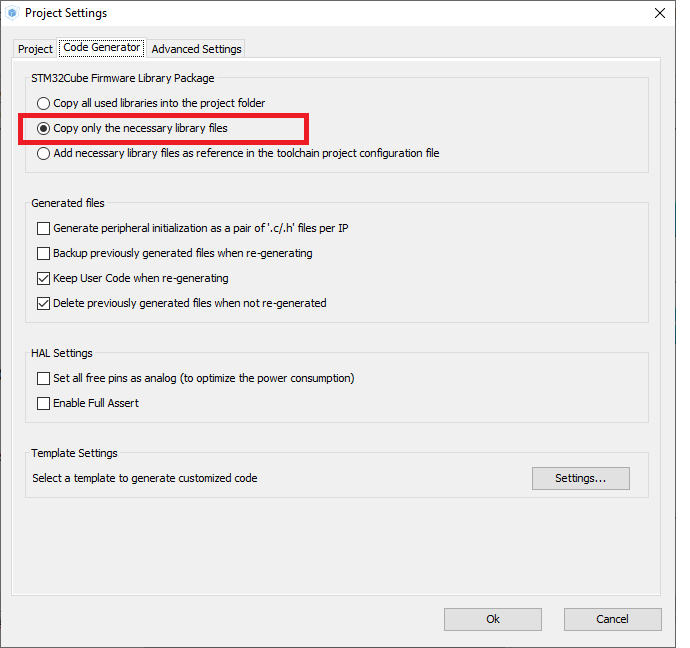 Project Settings
Project Code Generator Advanced Settings
STM32Cube Firmware Library Package
Copy all used libraries into the project folder
Copy only the necessary library files
Add necessary library files as reference in the toolchain project configuration file
Generated files
Generate peripheral initialization as a pair of '.c/.h' files per IP
Backup previously generated files when re-generating
Keep User Code when re-generating
Delete previously generated files when not re-generated
HAL Settings
Set all free pins as analog (to optimize the power consumption)
Enable Full Assert
Template Settings
Select a template to generate customized code Settings...
Ok Cancel